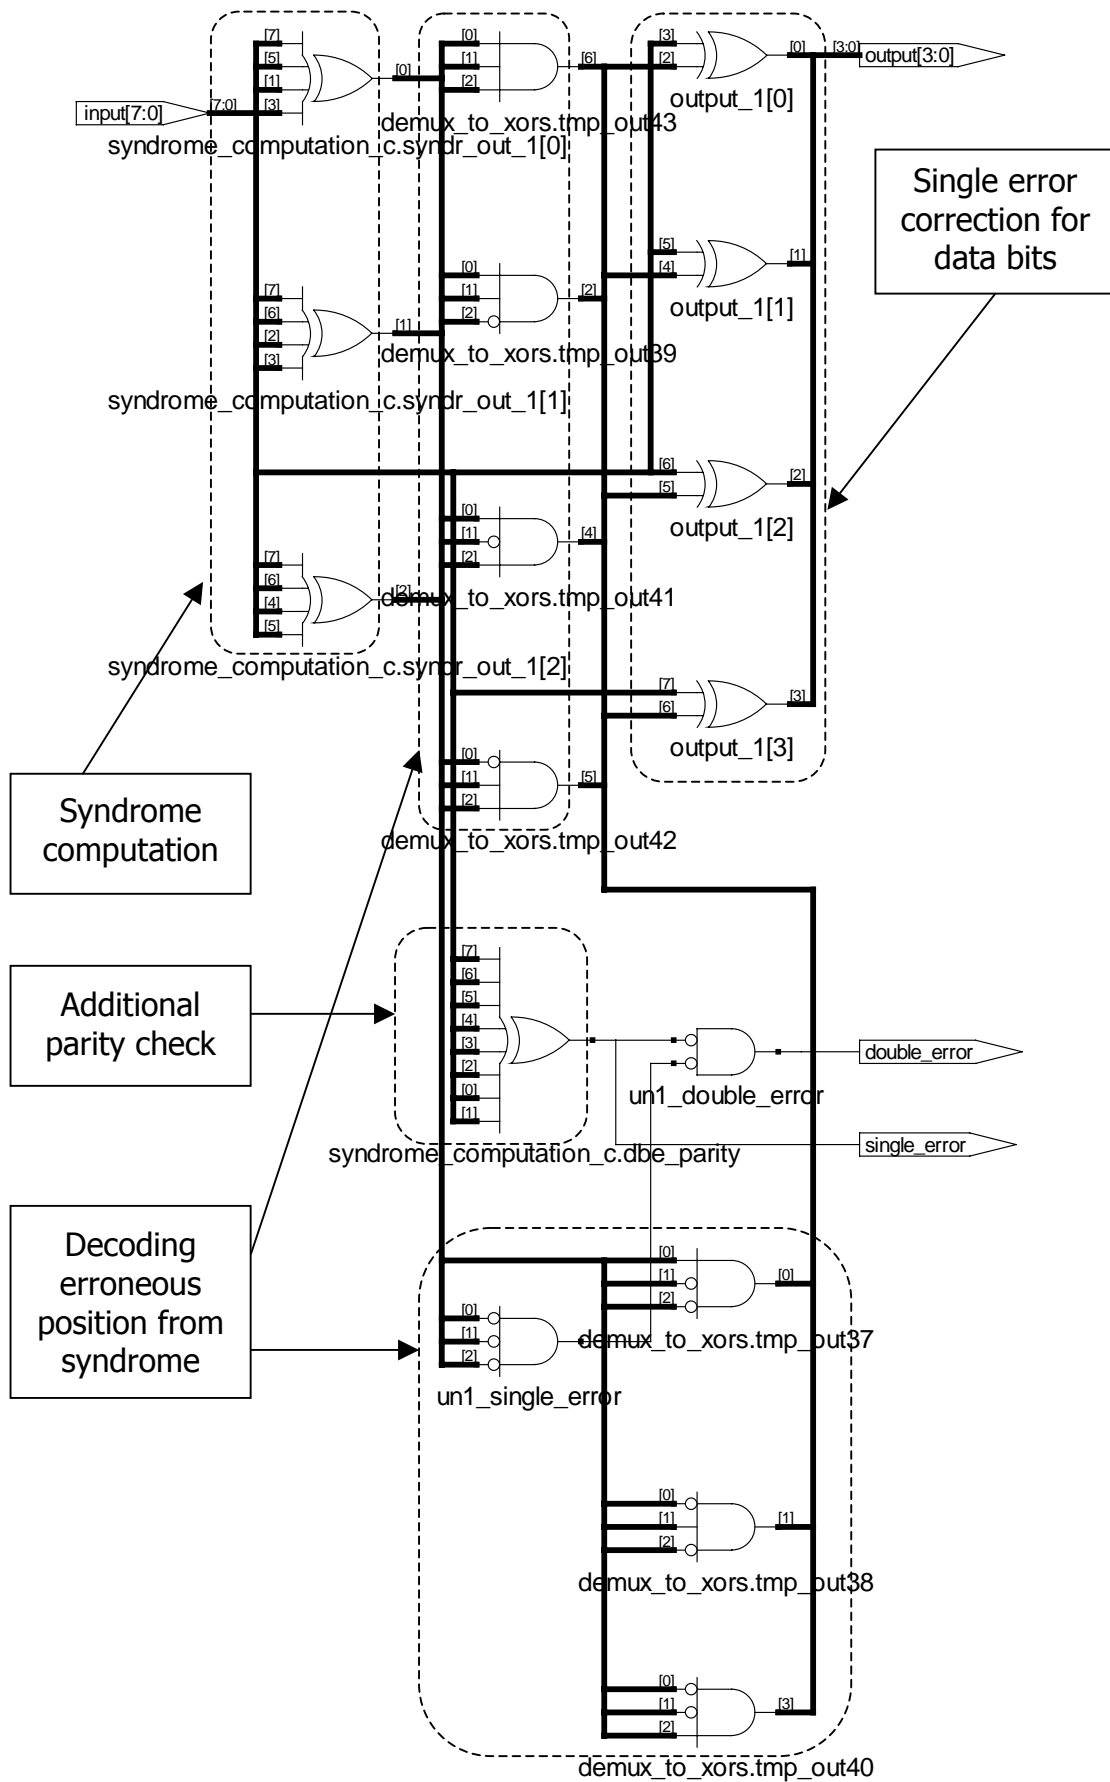 [7]
[5]
[1]
[3]
[0]
input[7:0]
[7:0]
syndrome_computation_c.syndr_out_1[0]
[0]
[1]
[2]
[6]
demux_to_xors.tmp_out43
[3]
[2]
[0]
[3:0]
output[3:0]
output_1[0]
Single error
correction for
data bits
[7]
[6]
[2]
[3]
[1]
syndrome_computation_c.syndr_out_1[1]
[0]
[1]
[2]
[2]
demux_to_xors.tmp_out39
[5]
[4]
[1]
output_1[1]
[6]
[5]
[2]
output_1[2]
[0]
[1]
[2]
[4]
demux_to_xors.tmp_out41
[7]
[6]
[4]
[5]
[2]
syndrome_computation_c.syndr_out_1[2]
[7]
[6]
[3]
output_1[3]
[0]
[1]
[2]
[5]
demux_to_xors.tmp_out42
Syndrome
computation
Additional
parity check
[7]
[6]
[5]
[4]
[3]
[2]
[0]
[1]
syndrome_computation_c.dbe_parity
un1_double_error
double_error
single_error
Decoding
erroneous
position from
syndrome
[0]
[1]
[2]
un1_single_error
[0]
[1]
[2]
[0]
demux_to_xors.tmp_out37
[0]
[1]
[2]
[1]
demux_to_xors.tmp_out38
[0]
[1]
[2]
[3]
demux_to_xors.tmp_out40